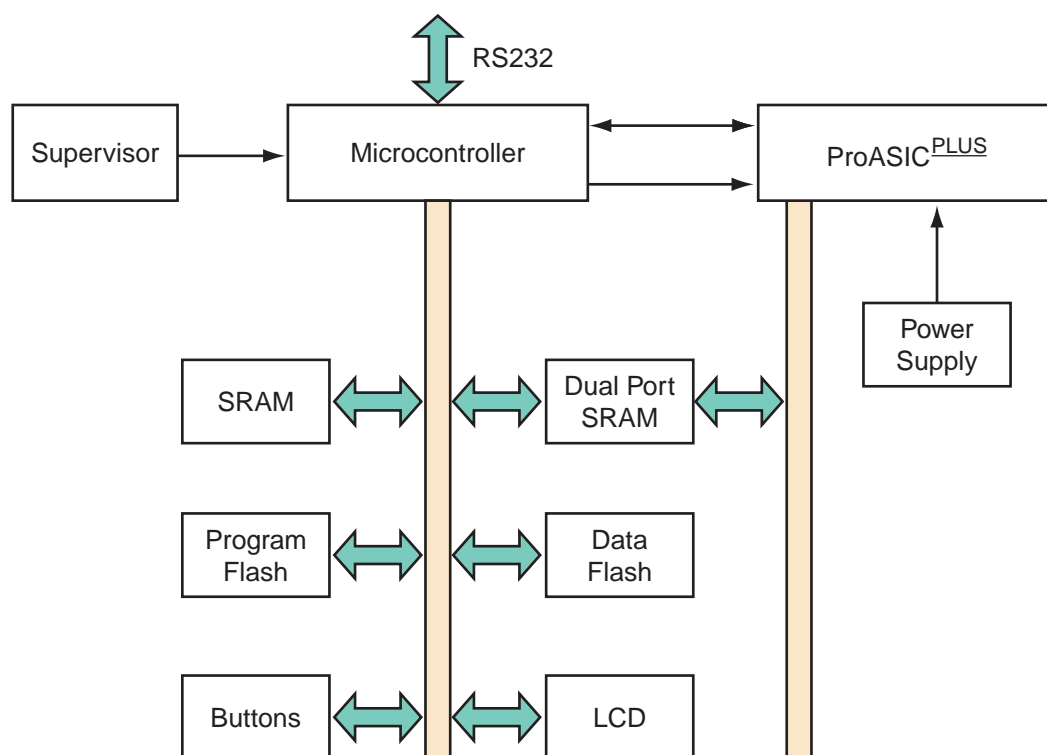 RS232
Supervisor
Microcontroller
ProASICPLUS
Power
Supply
SRAM
Dual Port
SRAM
Program
Flash
Data
Flash
Buttons
LCD